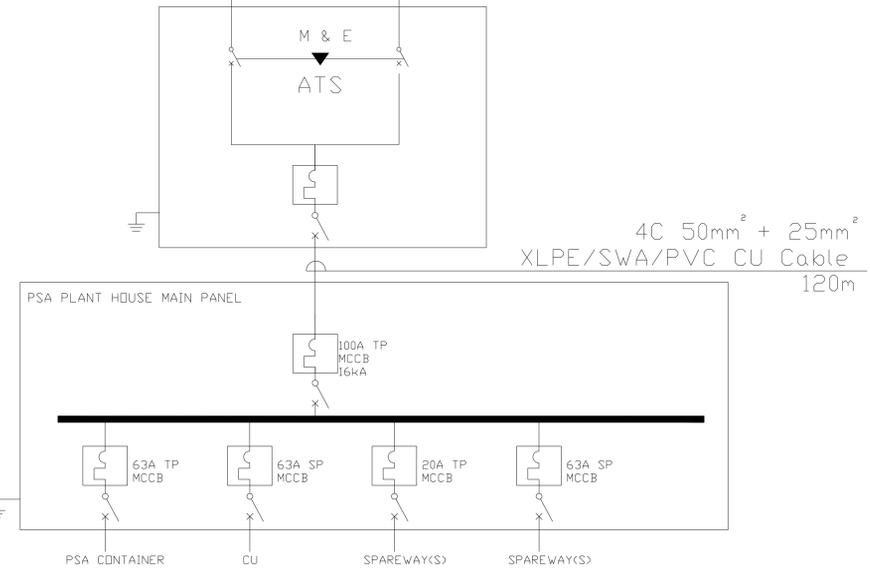 M & E
ATS
4C 50mm² + 25mm²
XLPE/SWA/PVC CU Cable
120m
PSA PLANT HOUSE MAIN PANEL
100A TP
MCCB
16kA
63A TP
MCCB
63A SP
MCCB
20A TP
MCCB
63A SP
MCCB
PSA CONTAINER
CU
SPAREWAY(S)
SPAREWAY(S)